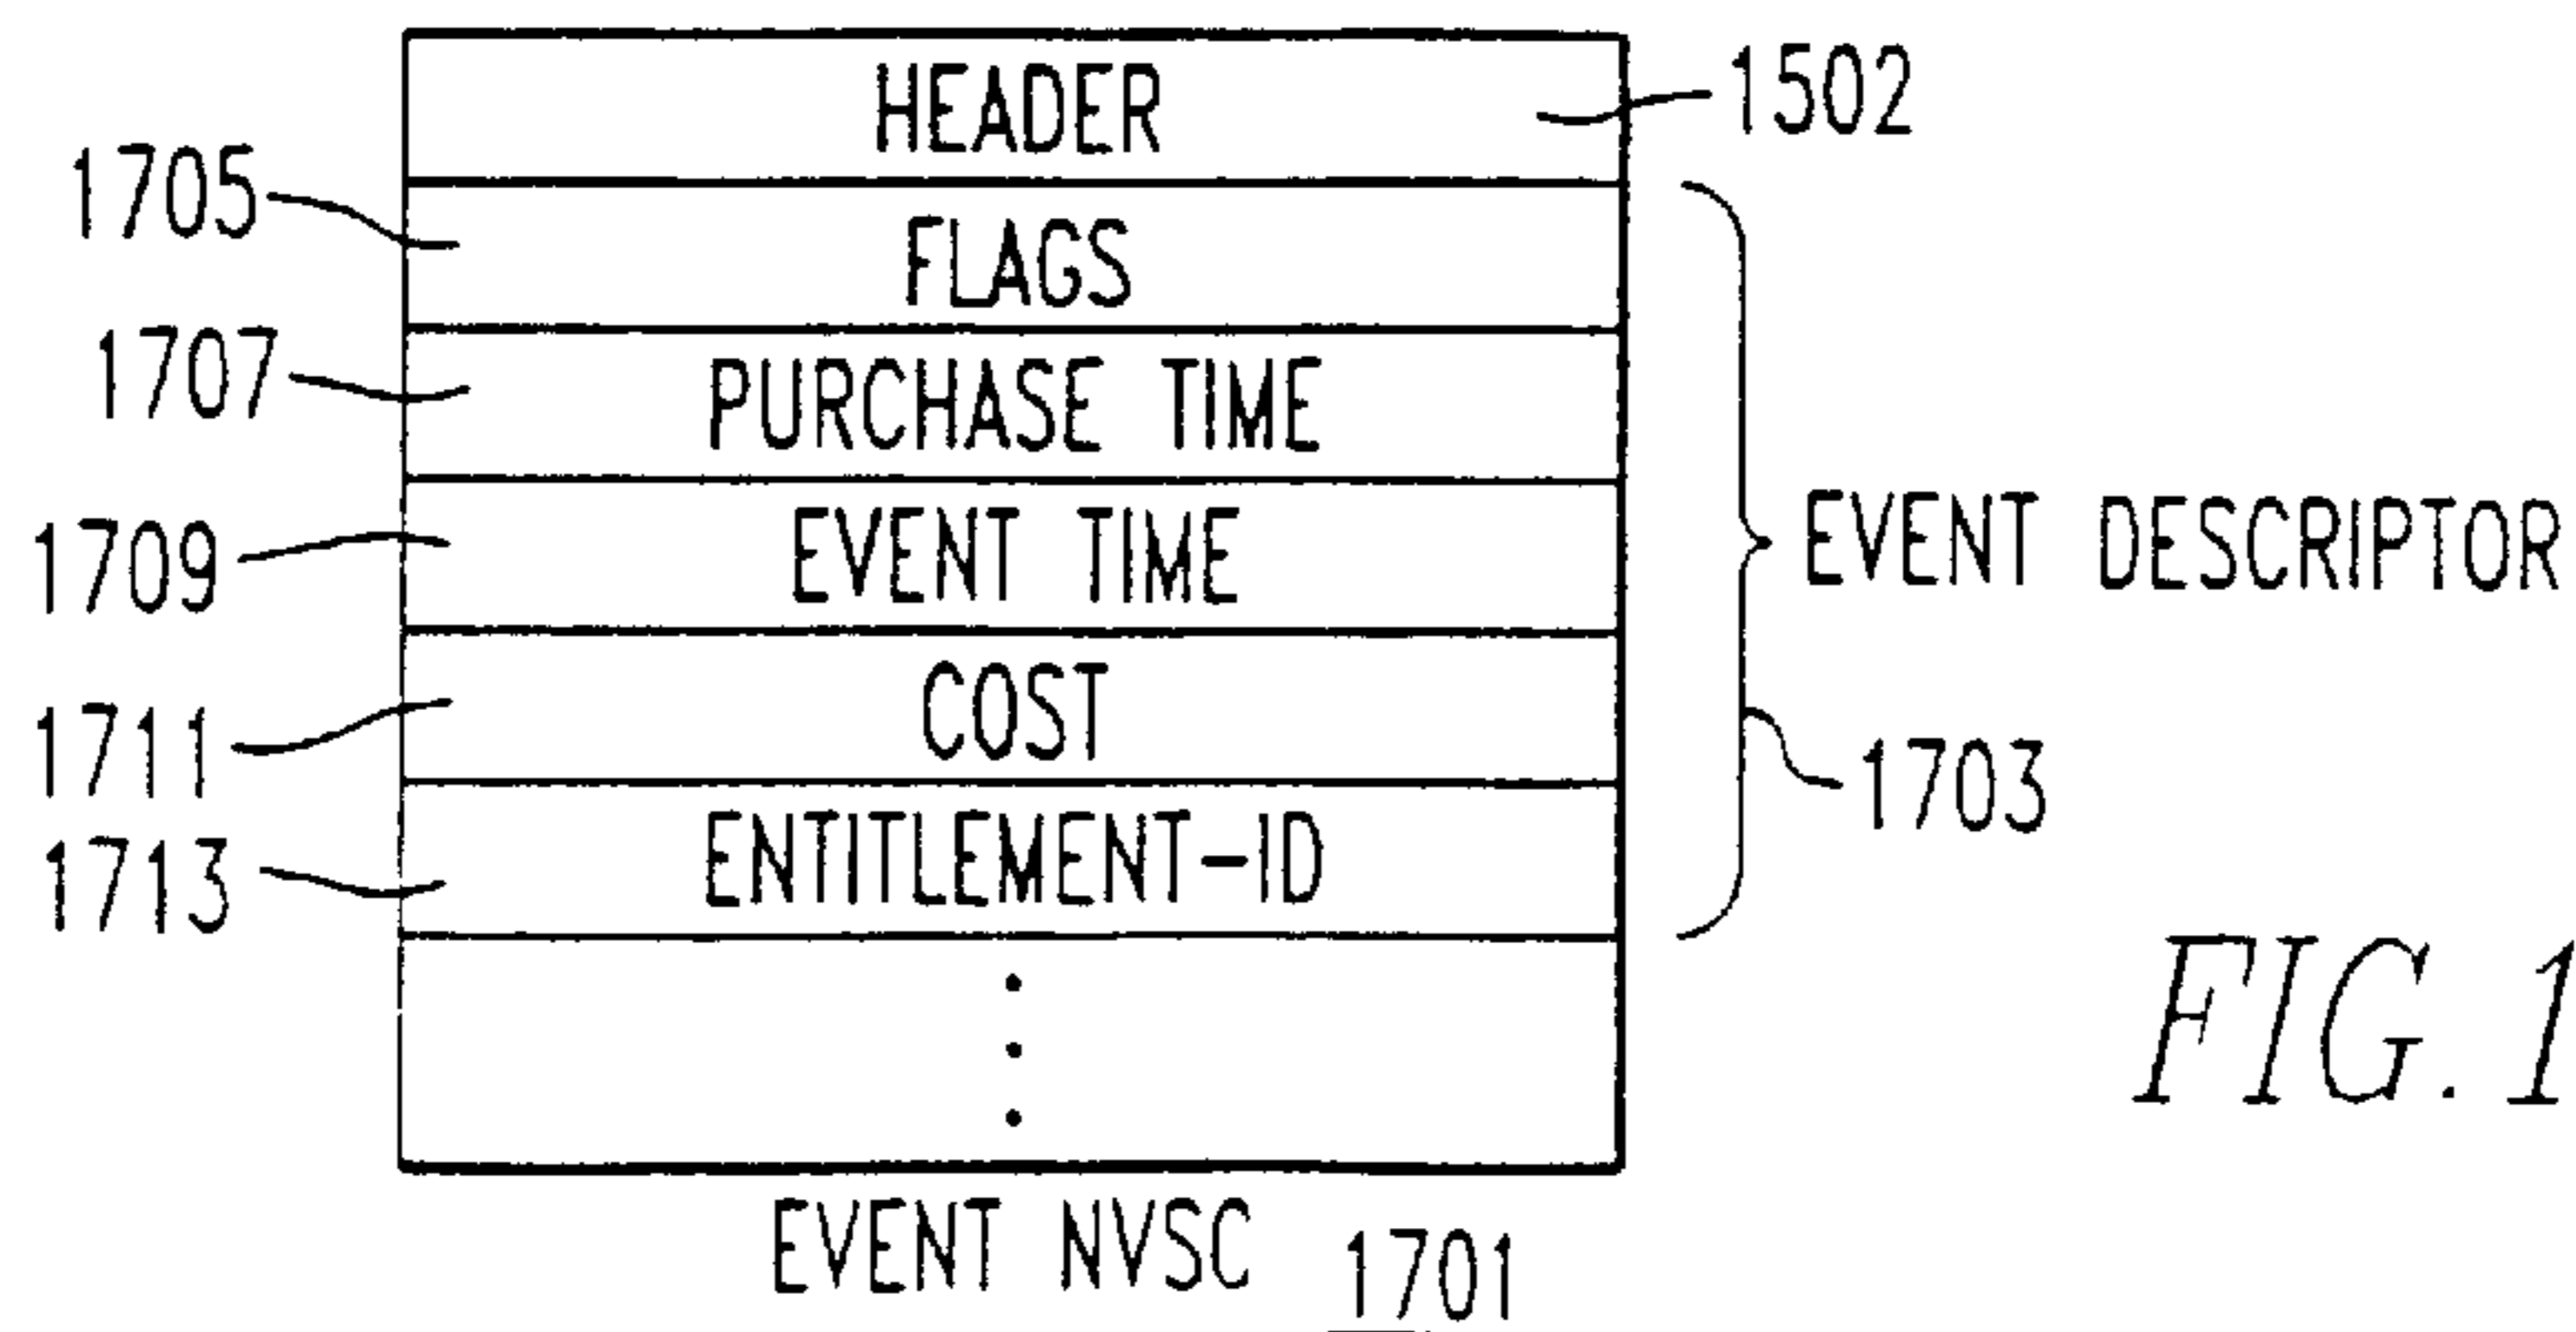 HEADER
1502
1705
FLAGS
1707
PURCHASE TIME
1709
EVENT TIME
EVENT DESCRIPTOR
1711
COST
1703
1713
ENTITLEMENT-ID
FIG. 1
EVENT NVSC
1701